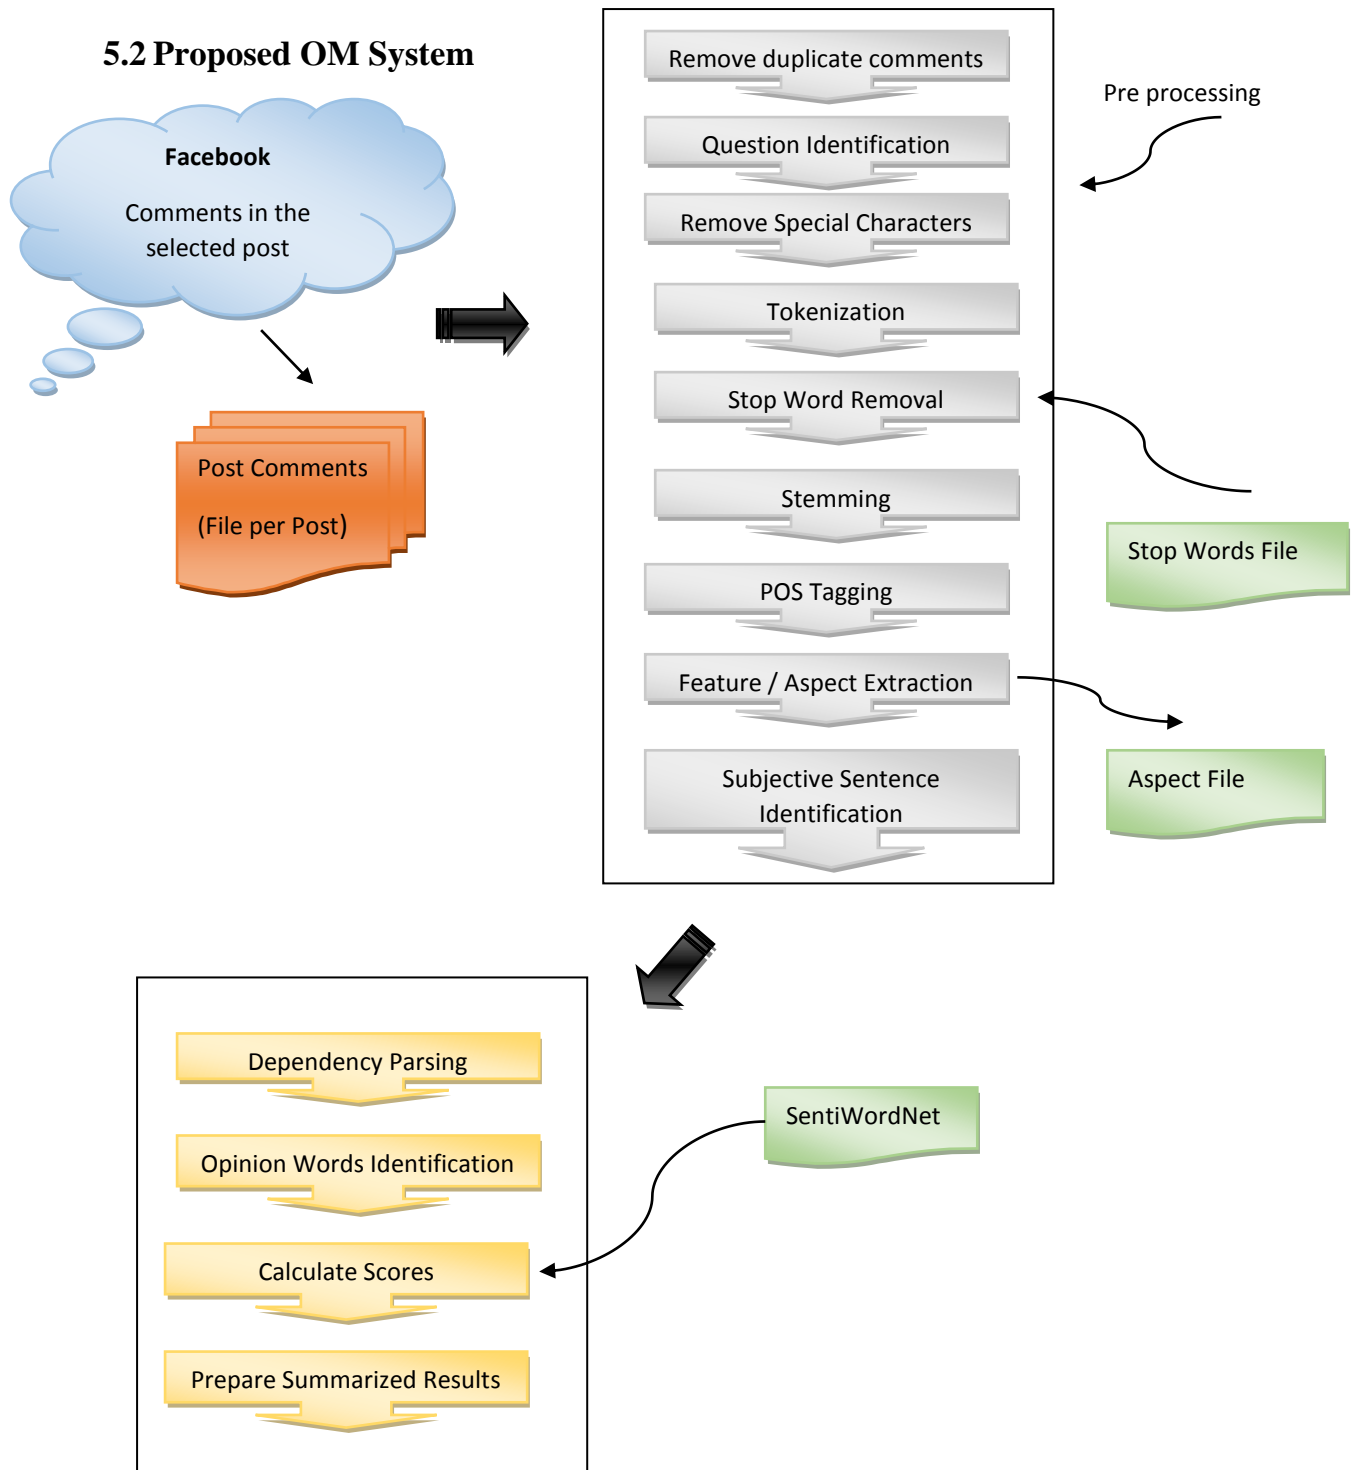 5.2 Proposed OM System
Facebook
Comments in the
selected post
Post Comments
(File per Post)
Remove duplicate comments
Question Identification
Remove Special Characters
Tokenization
Stop Word Removal
Stemming
POS Tagging
Feature / Aspect Extraction
Subjective Sentence
Identification
Pre processing
Stop Words File
Aspect File
Dependency Parsing
Opinion Words Identification
Calculate Scores
Prepare Summarized Results
SentiWordNet